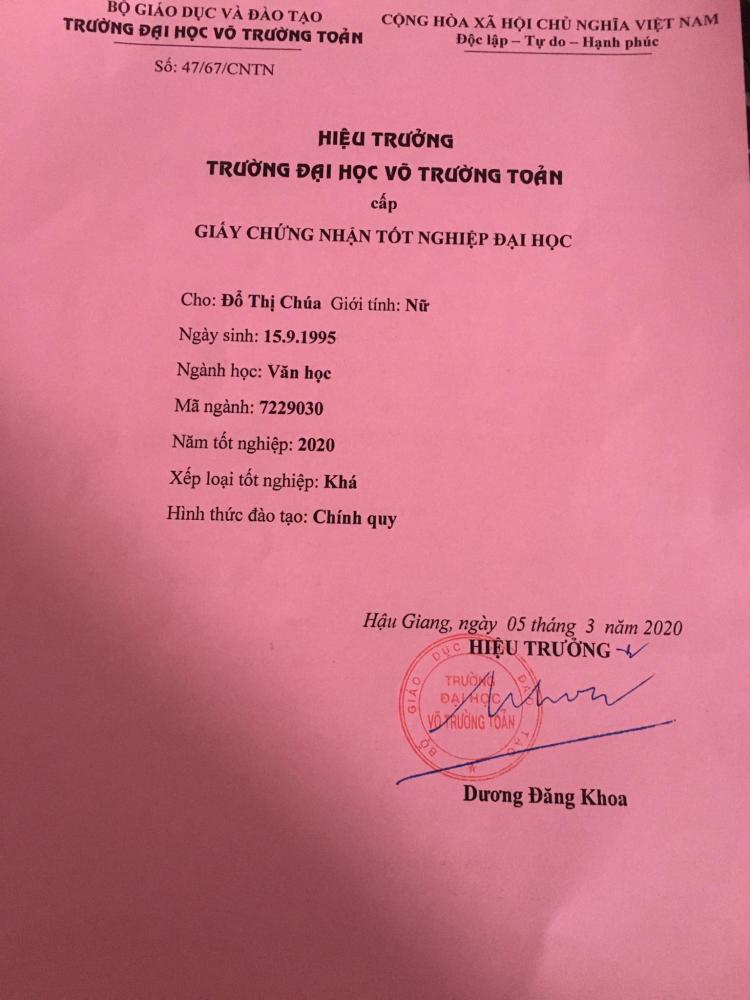 BỘ GIÁO DỤC VÀ ĐÀO TẠO
TRƯỜNG ĐẠI HỌC VÕ TRƯỜNG TOẢN
Số: 47/67/CNTN
CỘNG HÒA XÃ HỘI CHỦ NGHĨA VIỆT NAM
Độc lập – Tự do – Hạnh phúc
HIỆU TRƯỞNG
TRƯỜNG ĐẠI HỌC VÕ TRƯỜNG TOẢN
cấp
GIẤY CHỨNG NHẬN TỐT NGHIỆP ĐẠI HỌC
Cho: Đỗ Thị Chúa Giới tính: Nữ
Ngày sinh: 15.9.1995
Ngành học: Văn học
Mã ngành: 7229030
Năm tốt nghiệp: 2020
Xếp loại tốt nghiệp: Khá
Hình thức đào tạo: Chính quy
Hậu Giang, ngày 05 tháng 3 năm 2020
HIỆU TRƯỞNG
BỘ GIÁO DỤC ĐÀO TẠO
TRƯỜNG
ĐẠI HỌC
VÕ TRƯỜNG TOẢN
Dương Đăng Khoa